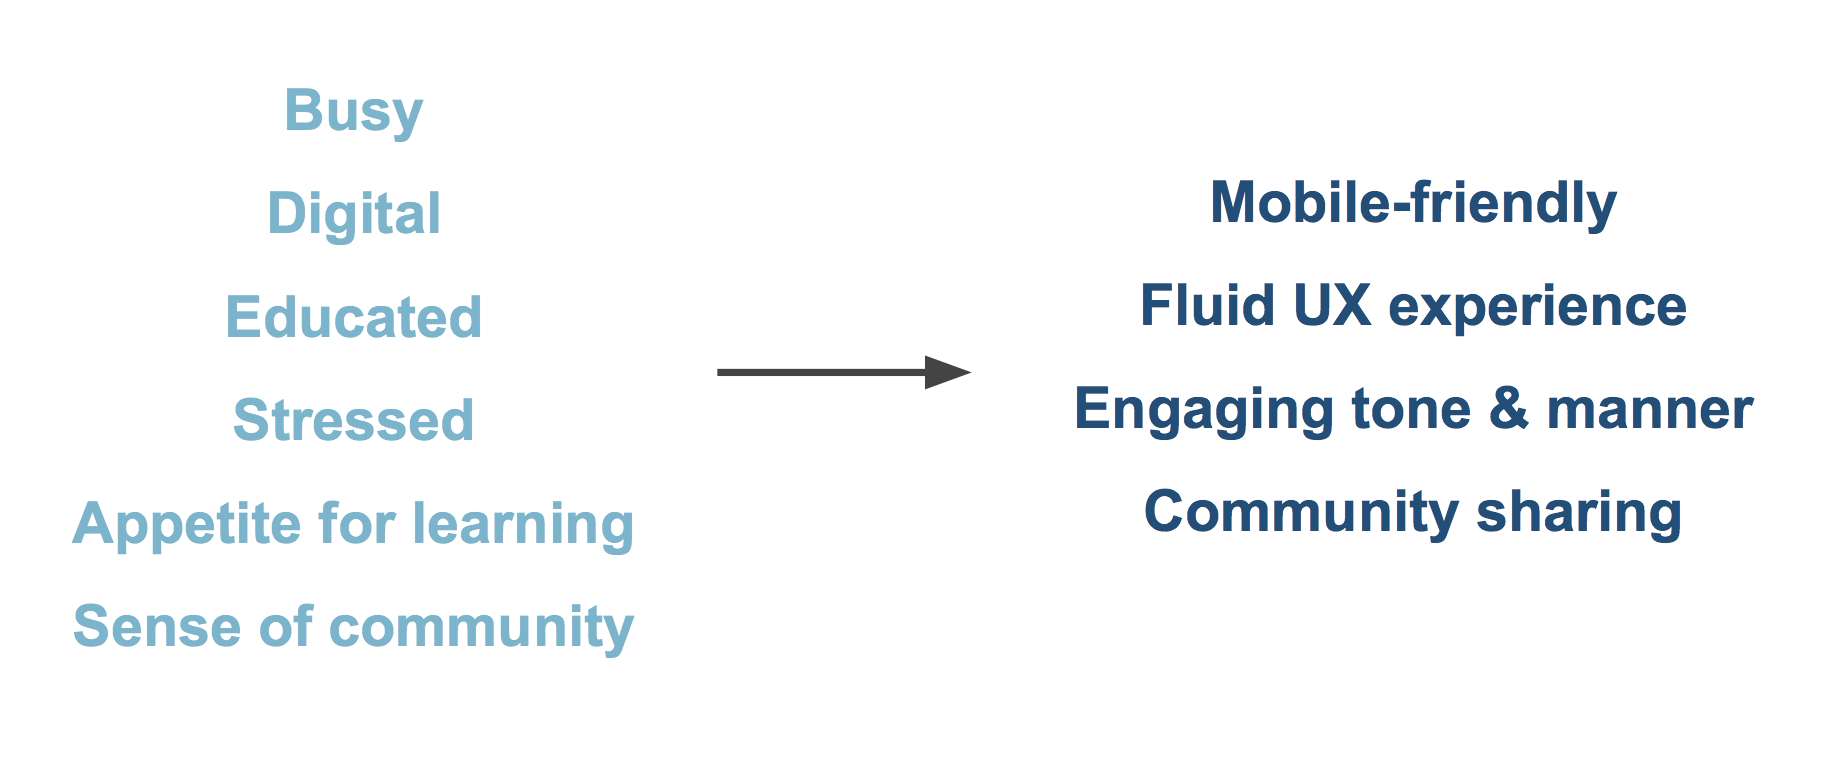 Busy
Digital
Educated
Stressed
Appetite for learning
Sense of community
Mobile-friendly
Fluid UX experience
Engaging tone & manner
Community sharing